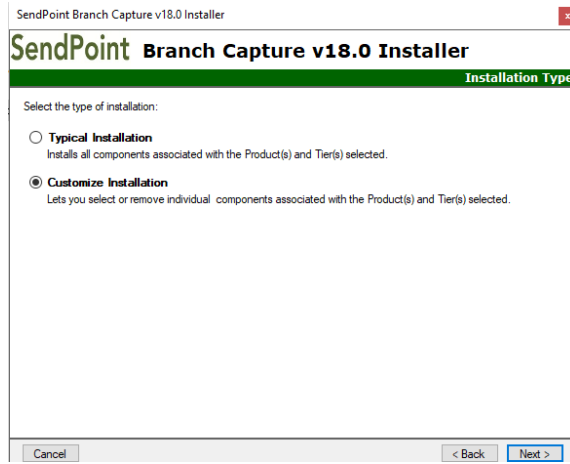 SendPoint Branch Capture v18.0 Installer
x
SendPoint Branch Capture v18.0 Installer
Installation Type
Select the type of installation:
Typical Installation
Installs all components associated with the Product(s) and Tier(s) selected.
Customize Installation
Lets you select or remove individual components associated with the Product(s) and Tier(s) selected.
Cancel
< Back
Next >